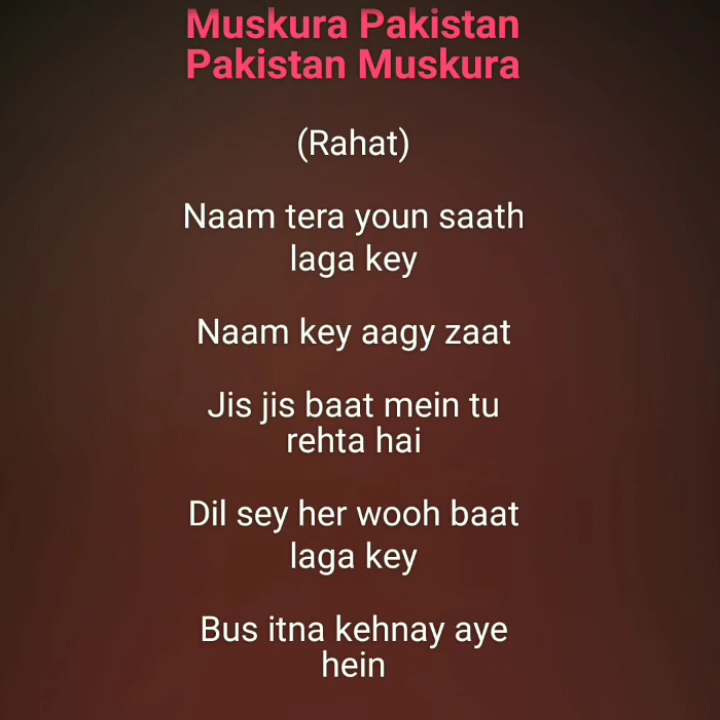 Muskura Pakistan
Pakistan Muskura
(Rahat)
Naam tera youn saath
laga key
Naam key aagy zaat
Jis jis baat mein tu
rehta hai
Dil sey her wooh baat
laga key
Bus itna kehnay aye
hein